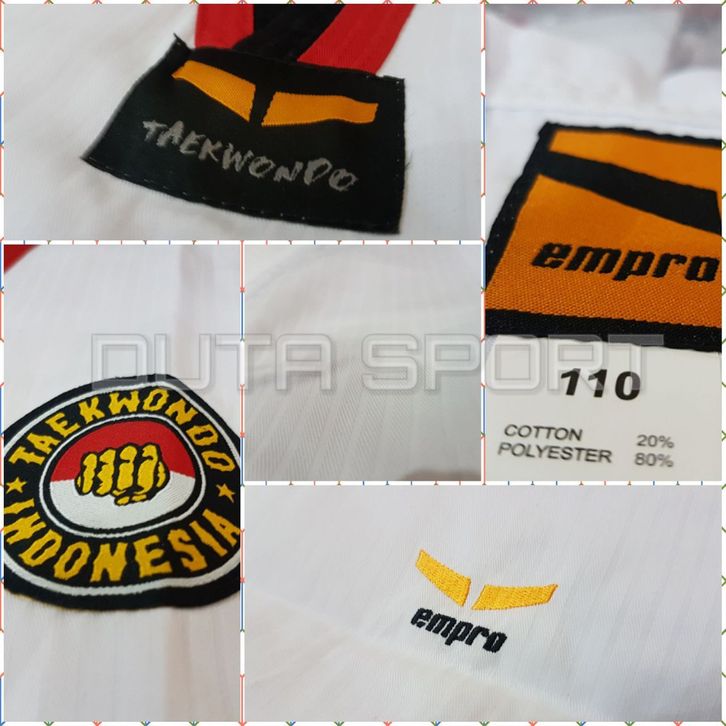 TAEKWONDO
empro
110
COTTON 20%
POLYESTER 80%
DUTA SPORT
TAEKWONDO
INDONESIA
empro